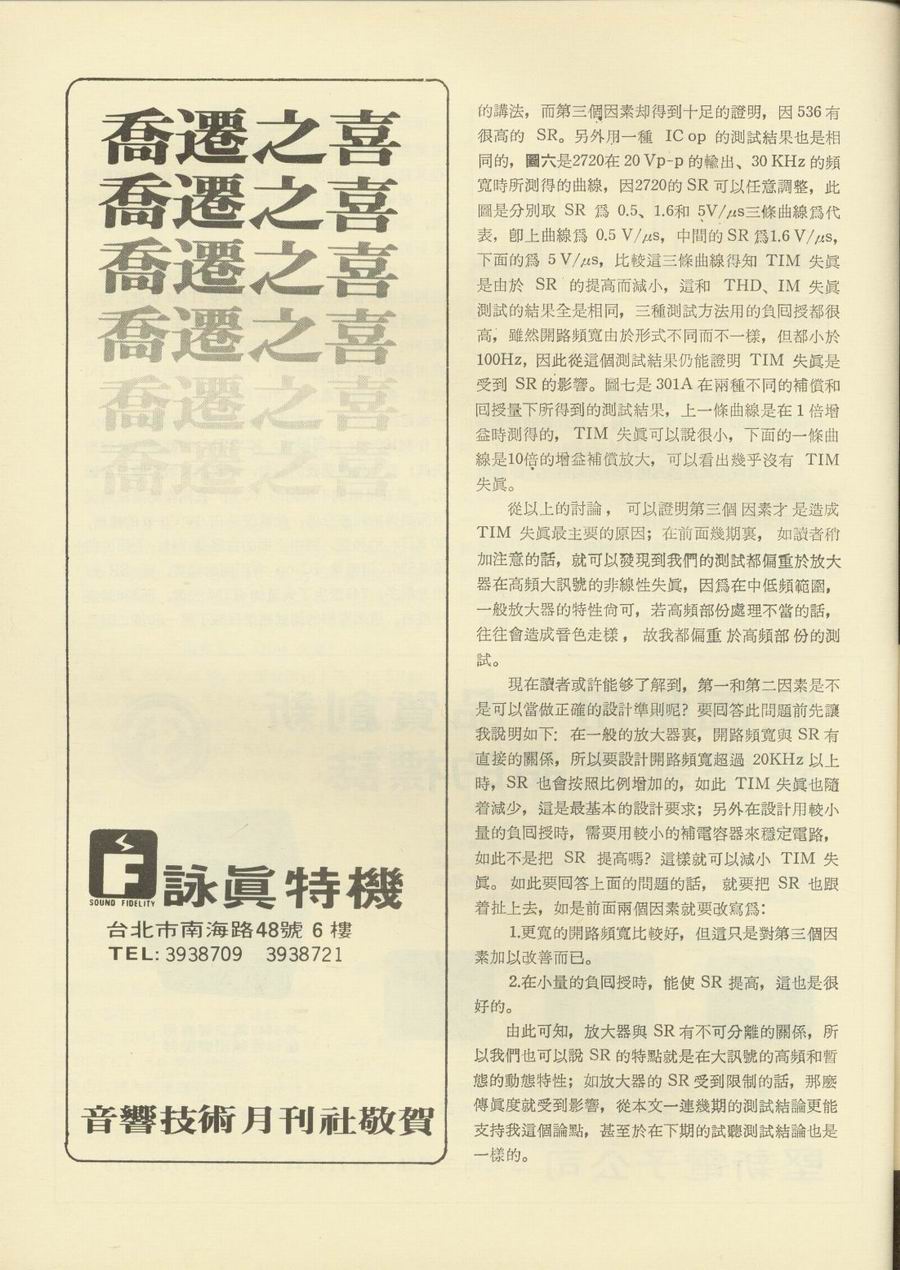 喬遷之喜
喬遷之喜
喬遷之喜
喬遷之喜
喬遷之喜
喬遷之喜
F
SOUND FIDELITY
詠眞特機
台北市南海路48號 6 樓
TEL: 3938709 3938721
音響技術月刊社敬賀
的講法，而第三個因素却得到十足的證明，因 536 有
很高的 SR。另外用一種 IC op 的測試結果也是相
同的，圖六是2720在 20 Vp-p 的輸出、30 KHz 的頻
寬時所測得的曲線，因2720的 SR 可以任意調整，此
圖是分別取 SR 爲 0.5、1.6和 5V/μs三條曲線爲代
表，卽上曲線爲 0.5 V/μs，中間的 SR 爲1.6 V/μs，
下面的爲 5 V/μs，比較這三條曲線得知 TIM 失眞
是由於 SR 的提高而減小，這和 THD、IM 失眞
測試的結果全是相同，三種測試方法用的負回授都很
高，雖然開路頻寬由於形式不同而不一樣，但都小於
100Hz，因此從這個測試結果仍能證明 TIM 失眞是
受到 SR 的影響。圖七是 301A 在兩種不同的補償和
回授量下所得到的測試結果，上一條曲線是在 1 倍增
益時測得的，TIM 失眞可以說很小，下面的一條曲
線是10倍的增益補償放大，可以看出幾乎沒有 TIM
失眞。
從以上的討論，可以證明第三個因素才是造成
TIM 失眞最主要的原因；在前面幾期裏，如讀者稍
加注意的話，就可以發現到我們的測試都偏重於放大
器在高頻大訊號的非線性失眞，因爲在中低頻範圍，
一般放大器的特性尙可，若高頻部份處理不當的話，
往往會造成音色走樣，故我都偏重於高頻部份的測
試。
現在讀者或許能够了解到，第一和第二因素是不
是可以當做正確的設計準則呢？要回答此問題前先讓
我說明如下：在一般的放大器裏，開路頻寬與 SR 有
直接的關係，所以要設計開路頻寬超過 20KHz 以上
時，SR 也會按照比例增加的，如此 TIM 失眞也隨
着減少，這是最基本的設計要求；另外在設計用較小
量的負回授時，需要用較小的補電容器來穩定電路，
如此不是把 SR 提高嗎？這樣就可以減小 TIM 失
眞。如此要回答上面的問題的話，就要把 SR 也跟
着扯上去，如是前面兩個因素就要改寫爲：
1.更寬的開路頻寬比較好，但這只是對第三個因
素加以改善而已。
2.在小量的負回授時，能使 SR 提高，這也是很
好的。
由此可知，放大器與 SR 有不可分離的關係，所
以我們也可以說 SR 的特點就是在大訊號的高頻和暫
態的動態特性；如放大器的 SR 受到限制的話，那麽
傳眞度就受到影響，從本文一連幾期的測試結論更能
支持我這個論點，甚至於在下期的試聽測試結論也是
一樣的。